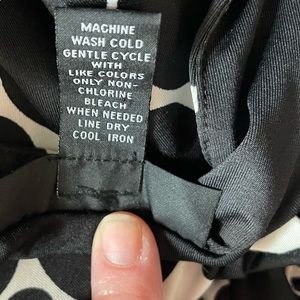 MACHINE
WASH COLD
GENTLE CYCLE
WITH
LIKE COLORS
ONLY NON-
CHLORINE
BLEACH
WHEN NEEDED
LINE DRY
COOL IRON